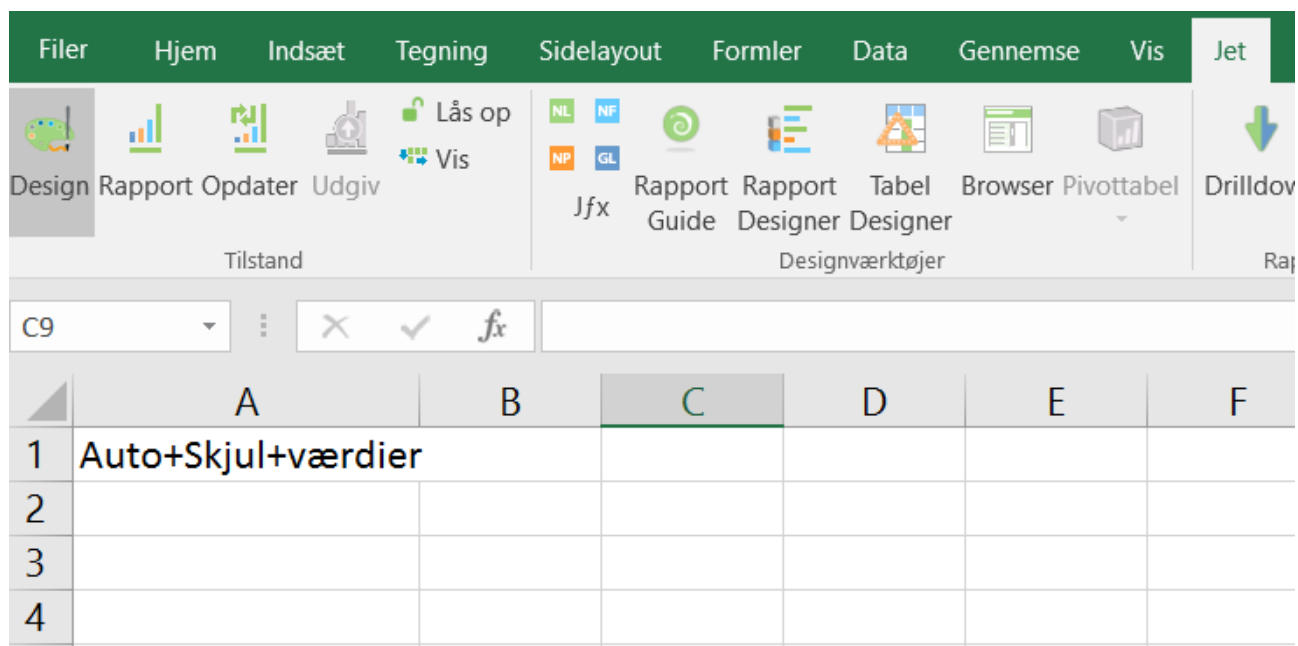 Filer Hjem Indsæt Tegning Sidelayout Formler Data Gennemse Vis Jet
Design Rapport Opdater Udgiv
Lås op
Vis
Tilstand
NL NF
NP GL
Jfx
Rapport Guide
Rapport Designer
Tabel Designer
Browser
Pivottabel
Designværktøjer
C9
fx
A B C D E F
1 Auto+Skjul+værdier
2
3
4